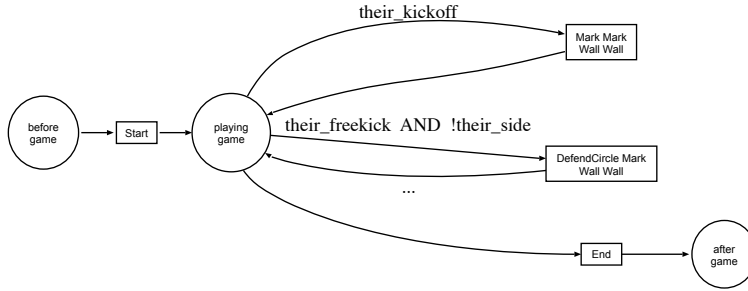 their_kickoff
Mark Mark
Wall Wall
before
game
Start
playing
game
their_freekick AND !their_side
DefendCircle Mark
Wall Wall
...
End
after
game